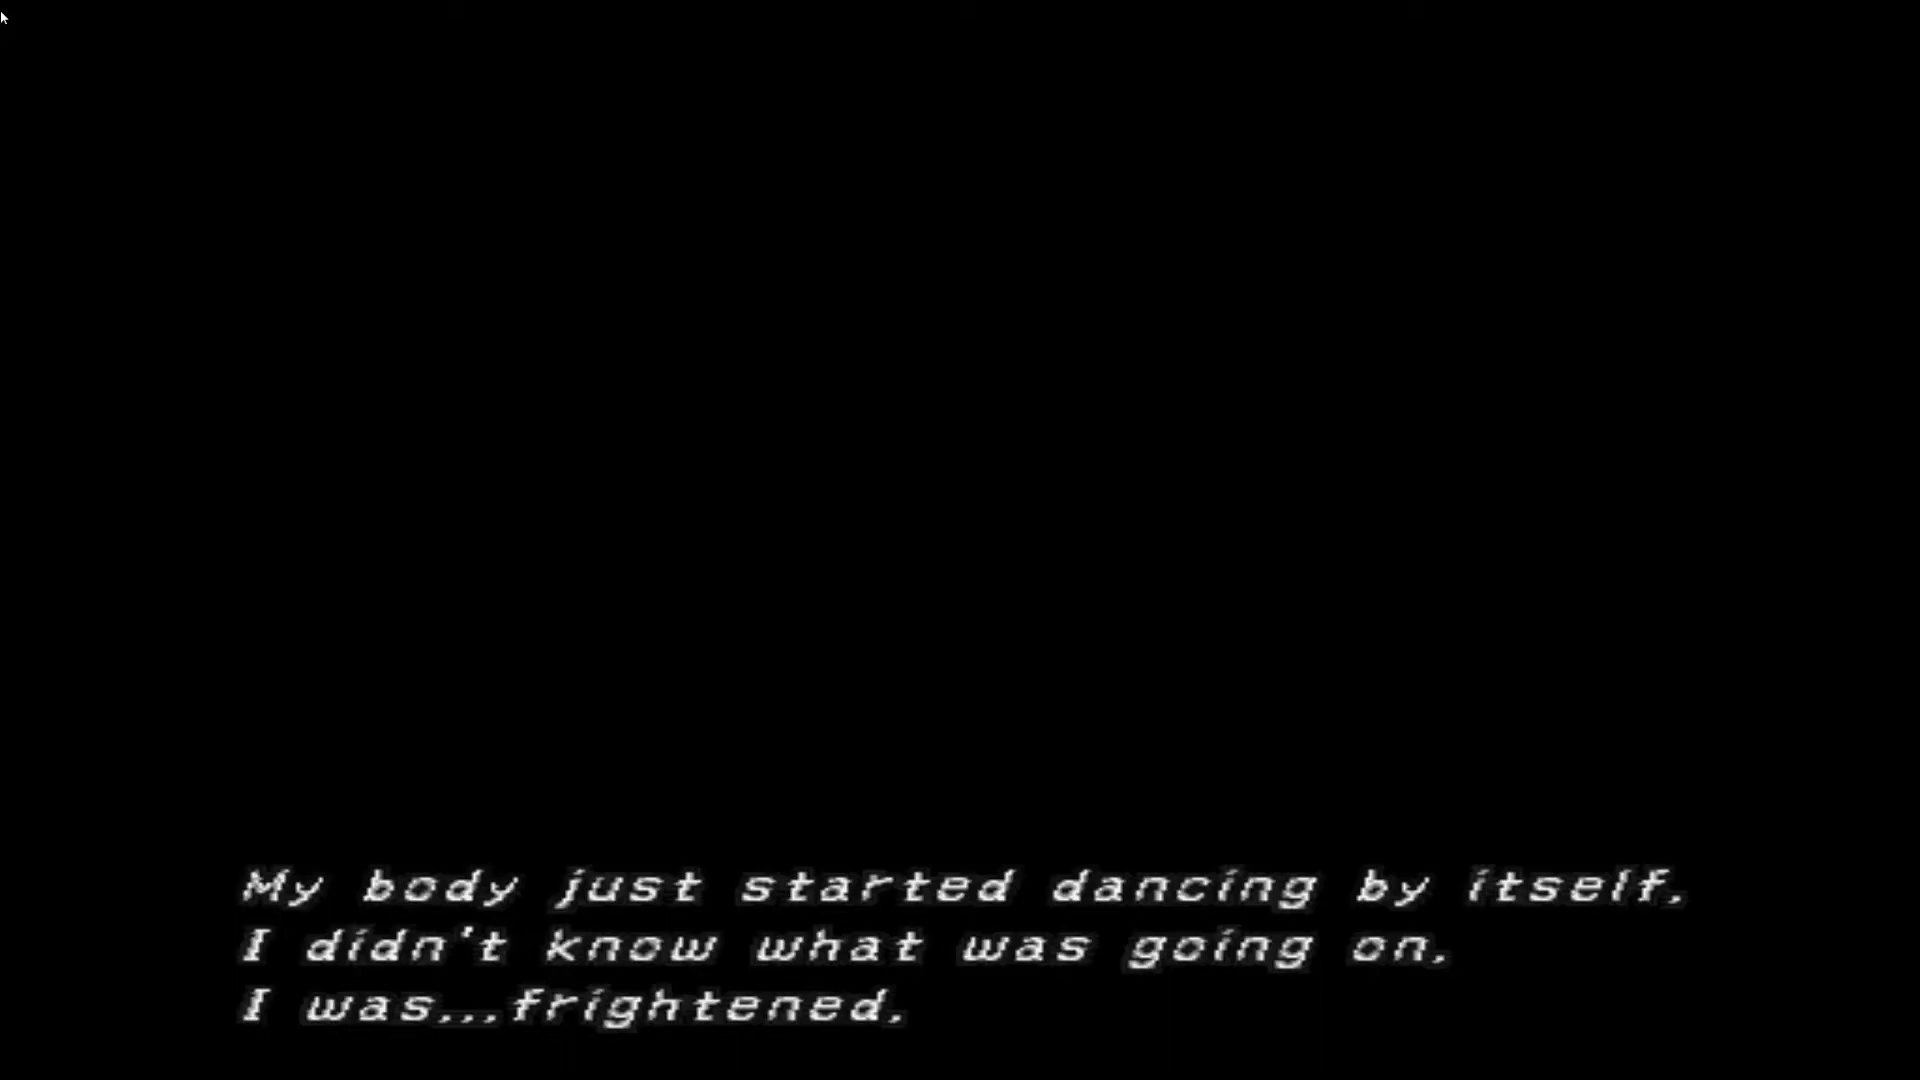 My body just started dancing by itself.
I didn't know what was going on.
I was...frightened.